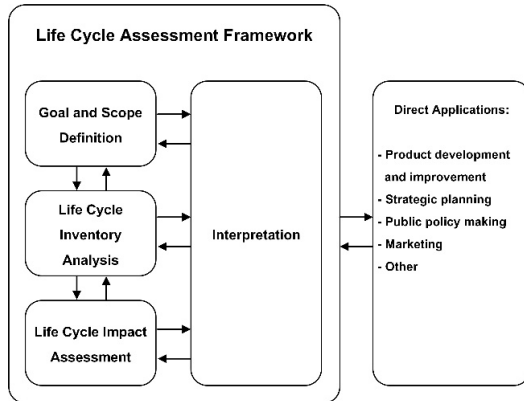 Life Cycle Assessment Framework
Goal and Scope
Definition
Life Cycle
Inventory
Analysis
Life Cycle Impact
Assessment
Interpretation
Direct Applications:
- Product development
and improvement
- Strategic planning
- Public policy making
- Marketing
- Other